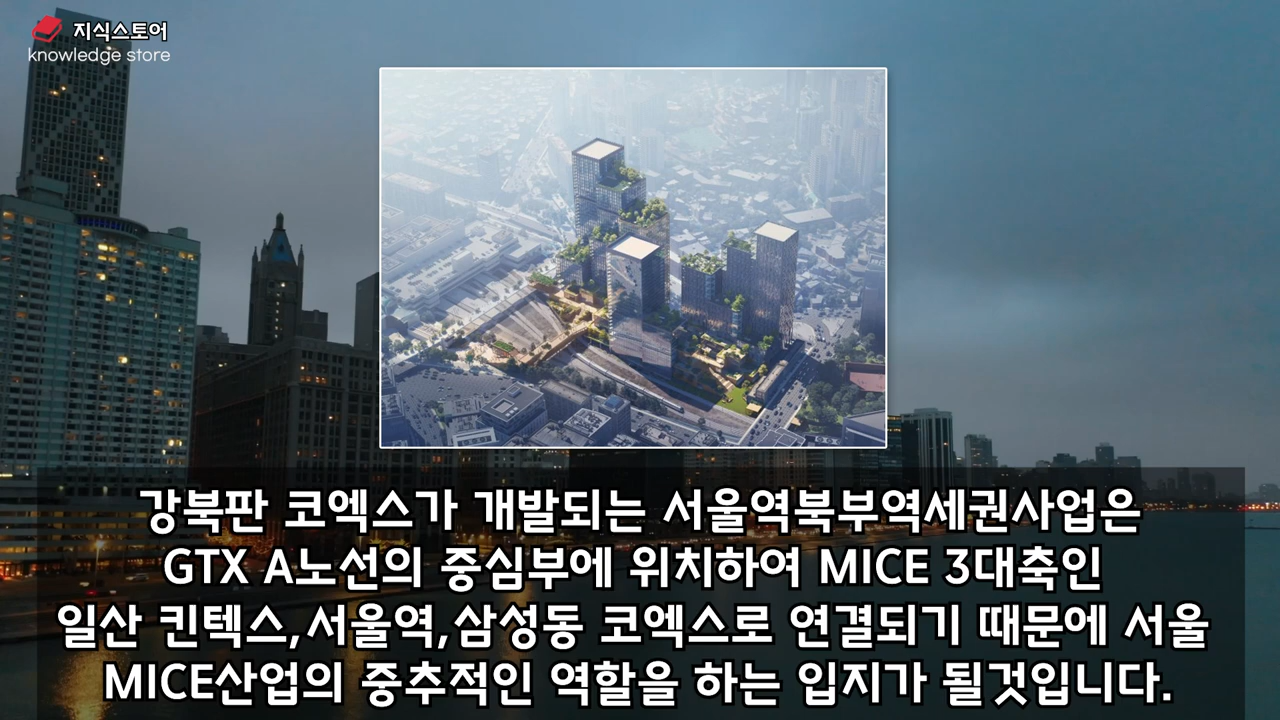 지식스토어
knowledge store
강북판 코엑스가 개발되는 서울역북부역세권사업은
GTX A노선의 중심부에 위치하여 MICE 3대축인
일산 킨텍스,서울역,삼성동 코엑스로 연결되기 때문에 서울
MICE산업의 중추적인 역할을 하는 입지가 될것입니다.